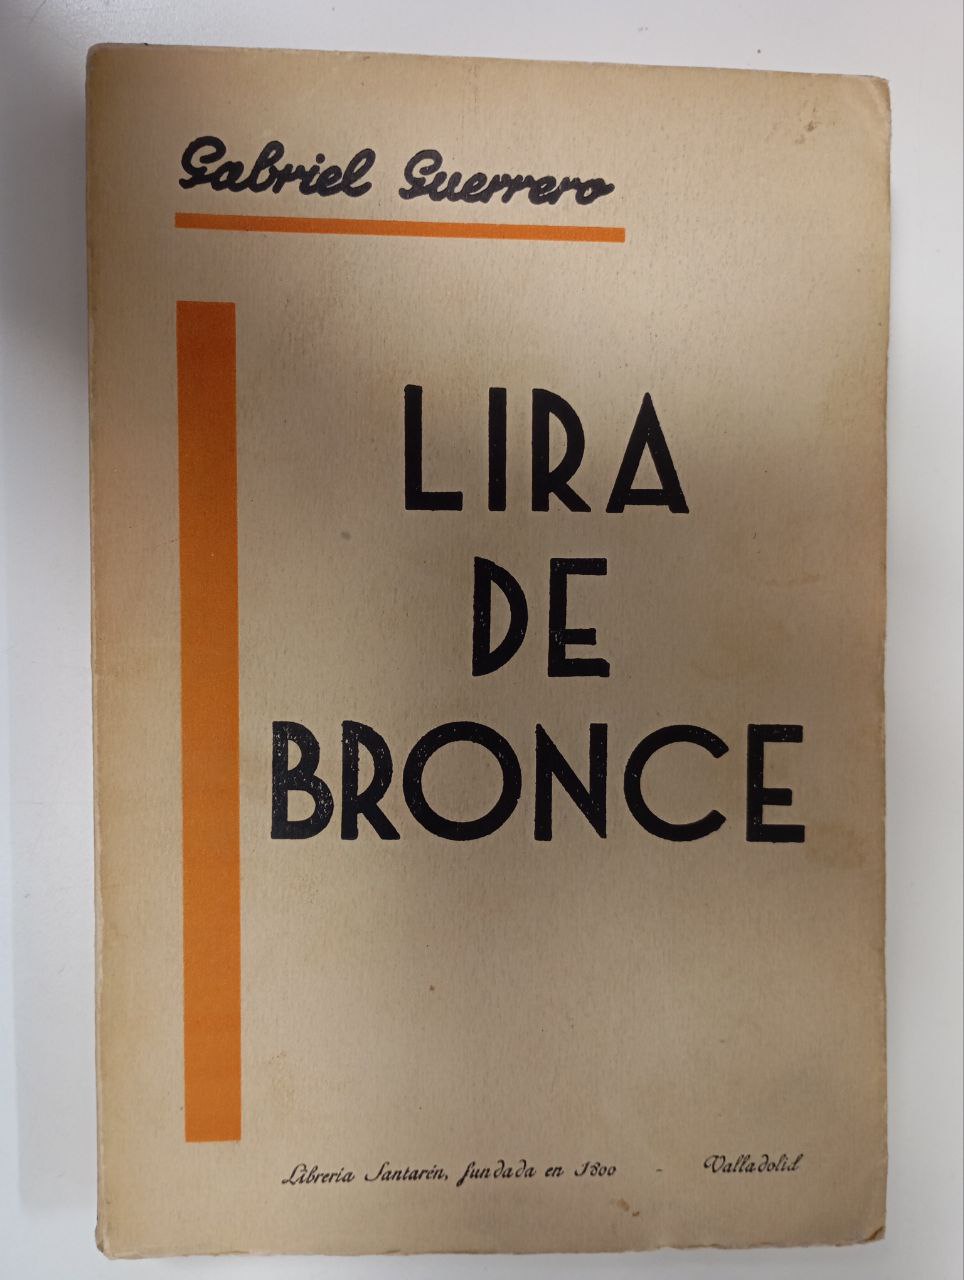 Gabriel Guerrero
LIRA
DE
BRONCE
Librería Santarén, fundada en 1800 - Valladolid